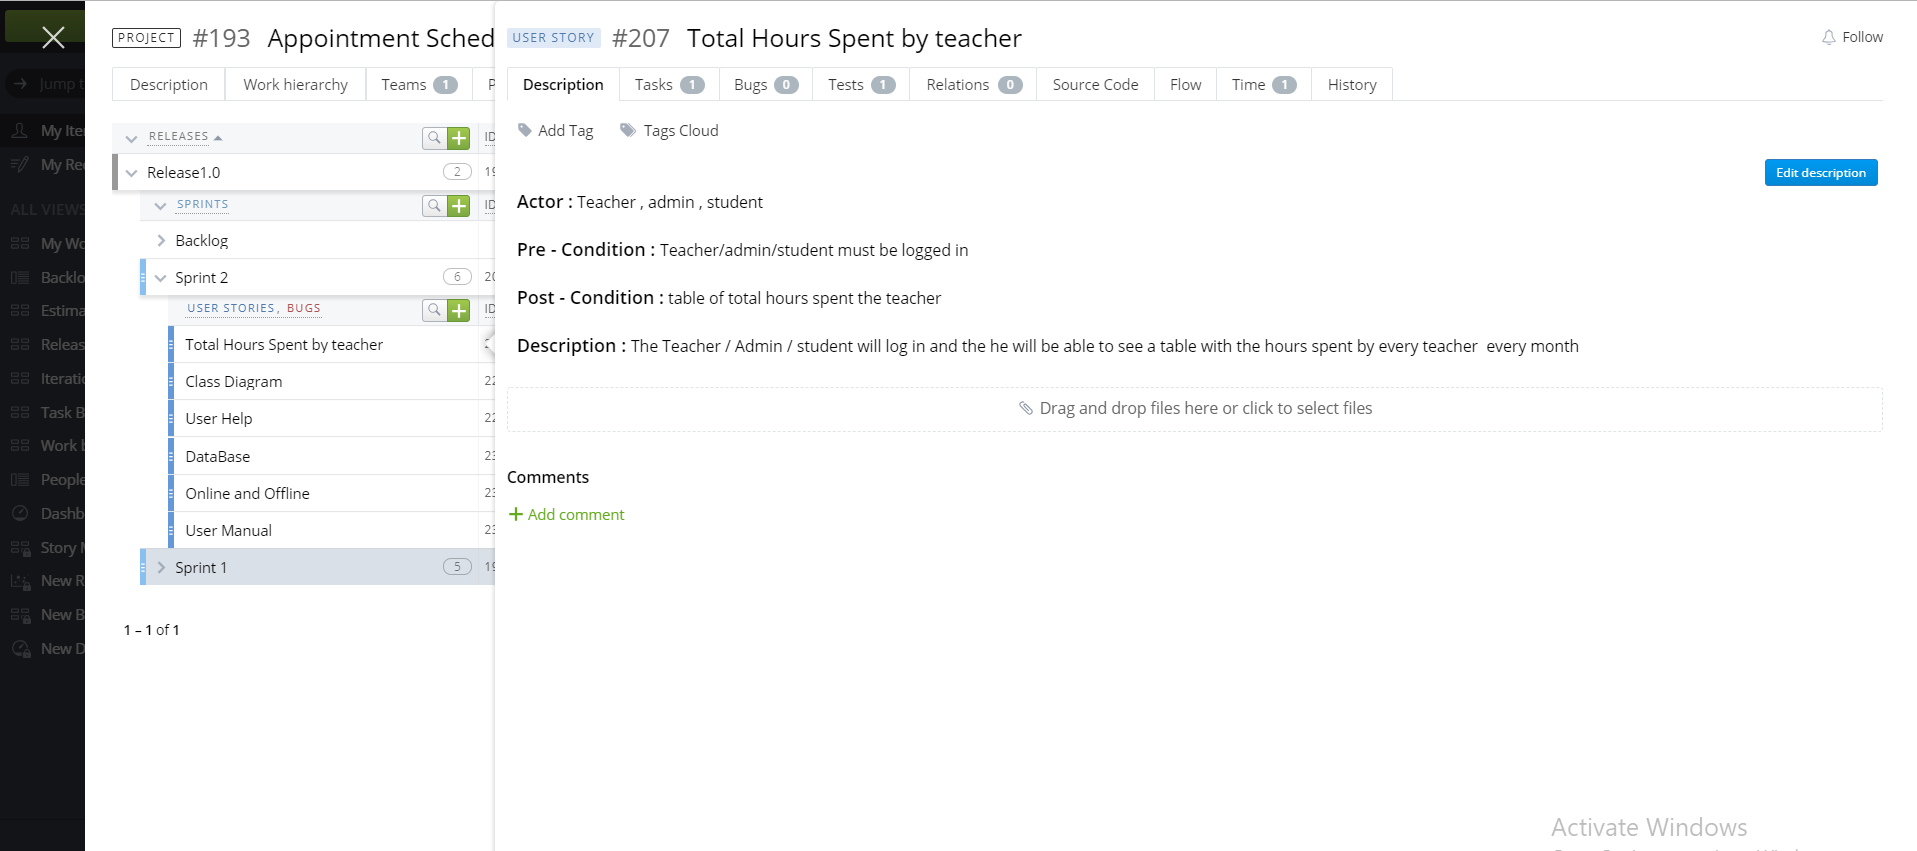 PROJECT #193 Appointment Sched
USER STORY #207 Total Hours Spent by teacher
Follow
Jump t
My Ite
My Re
ALL VIEWS
My Wo
Backlo
Estima
Releas
Iteratio
Task B
Work b
People
Dashb
Story M
New R
New B
New D
Description Work hierarchy Teams 1 P
RELEASES ID
Release1.0 2 19
SPRINTS ID
Backlog
Sprint 2 6 20
USER STORIES, BUGS ID
Total Hours Spent by teacher
Class Diagram 22
User Help 22
DataBase 23
Online and Offline 23
User Manual 23
Sprint 1 5 19
1 – 1 of 1
Description Tasks 1 Bugs 0 Tests 1 Relations 0 Source Code Flow Time 1 History
Add Tag Tags Cloud
Edit description
Actor : Teacher , admin , student
Pre - Condition : Teacher/admin/student must be logged in
Post - Condition : table of total hours spent the teacher
Description : The Teacher / Admin / student will log in and the he will be able to see a table with the hours spent by every teacher  every month
Drag and drop files here or click to select files
Comments
Add comment
Activate Windows